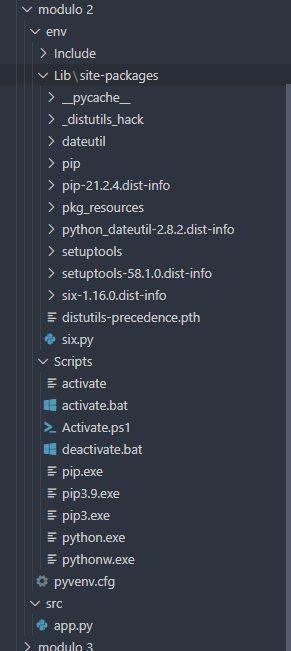 modulo 2
env
Include
Lib\site-packages
__pycache__
_distutils_hack
dateutil
pip
pip-21.2.4.dist-info
pkg_resources
python_dateutil-2.8.2.dist-info
setuptools
setuptools-58.1.0.dist-info
six-1.16.0.dist-info
distutils-precedence.pth
six.py
Scripts
activate
activate.bat
Activate.ps1
deactivate.bat
pip.exe
pip3.9.exe
pip3.exe
python.exe
pythonw.exe
pyvenv.cfg
src
app.py
modulo 3